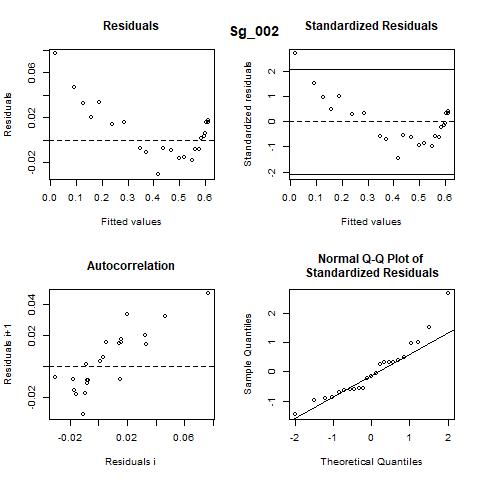 Sg_002
Residuals
Residuals
0.06
0.02
-0.02
0.0 0.1 0.2 0.3 0.4 0.5 0.6
Fitted values
Standardized Residuals
Standardized residuals
2
1
0
-1
-2
0.0 0.1 0.2 0.3 0.4 0.5 0.6
Fitted values
Autocorrelation
Residuals i+1
0.04
0.02
-0.02
-0.02 0.02 0.06
Residuals i
Normal Q-Q Plot of
Standardized Residuals
Sample Quantiles
2
1
0
-1
-2 -1 0 1 2
Theoretical Quantiles